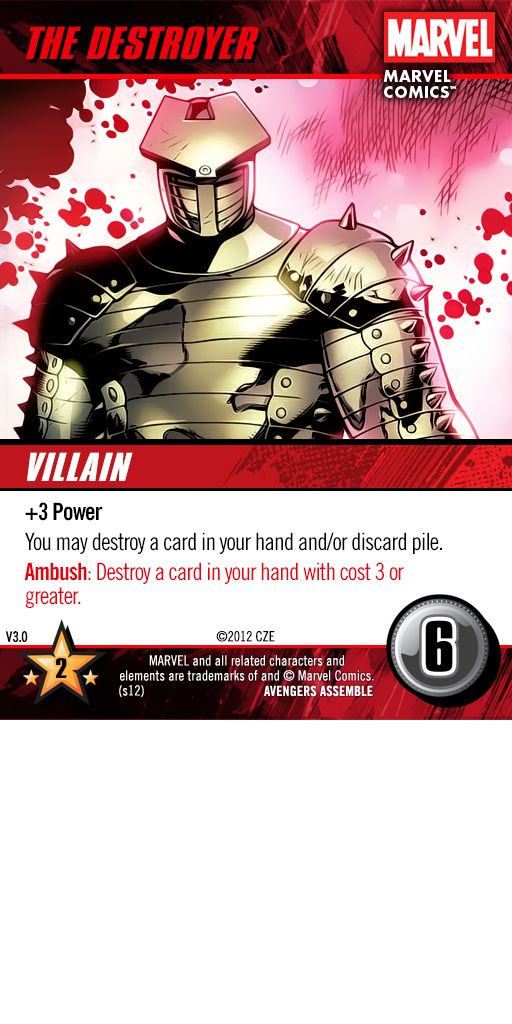 THE DESTROYER
MARVEL
MARVEL
COMICS™
VILLAIN
+3 Power
You may destroy a card in your hand and/or discard pile.
Ambush: Destroy a card in your hand with cost 3 or
greater.
V3.0
©2012 CZE
2
6
MARVEL and all related characters and
elements are trademarks of and © Marvel Comics.
(s12) AVENGERS ASSEMBLE